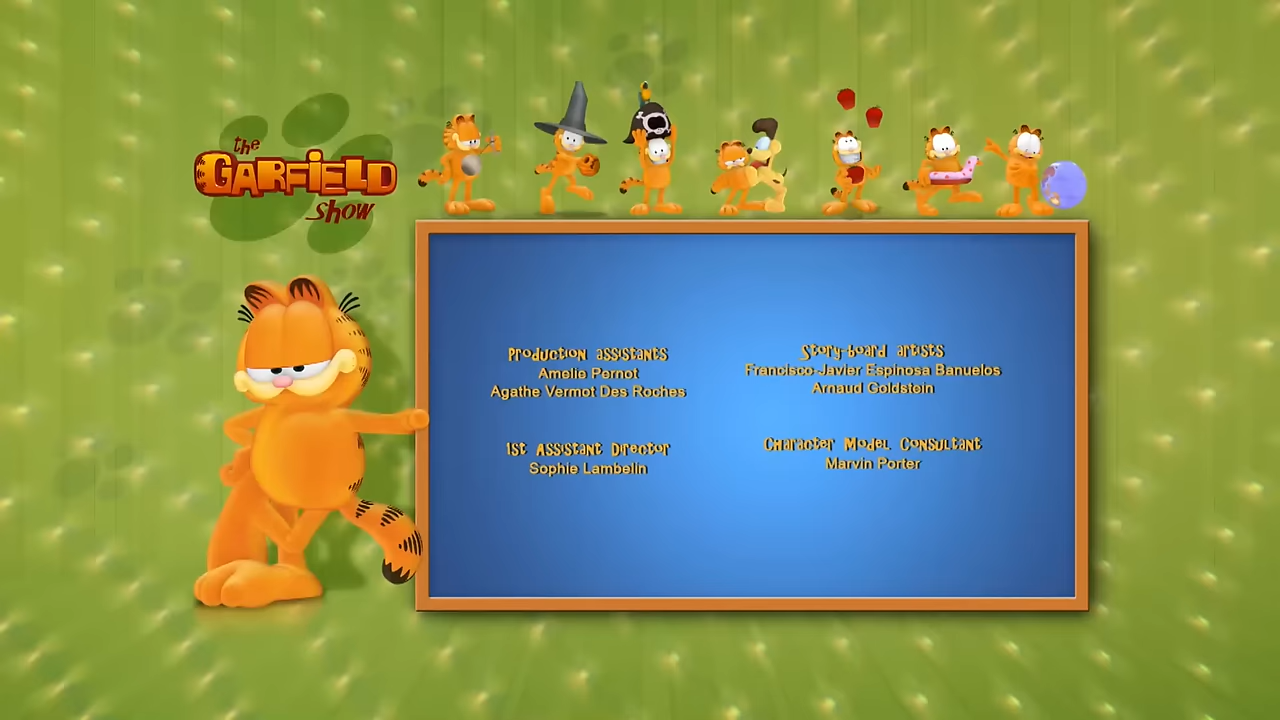 the
GARFIELD
show
Production assistants
Amelie Pernot
Agathe Vermot Des Roches
1st Assistant Director
Sophie Lambelin
Story-board artists
Francisco-Javier Espinosa Banuelos
Arnaud Goldstein
Character Model Consultant
Marvin Porter